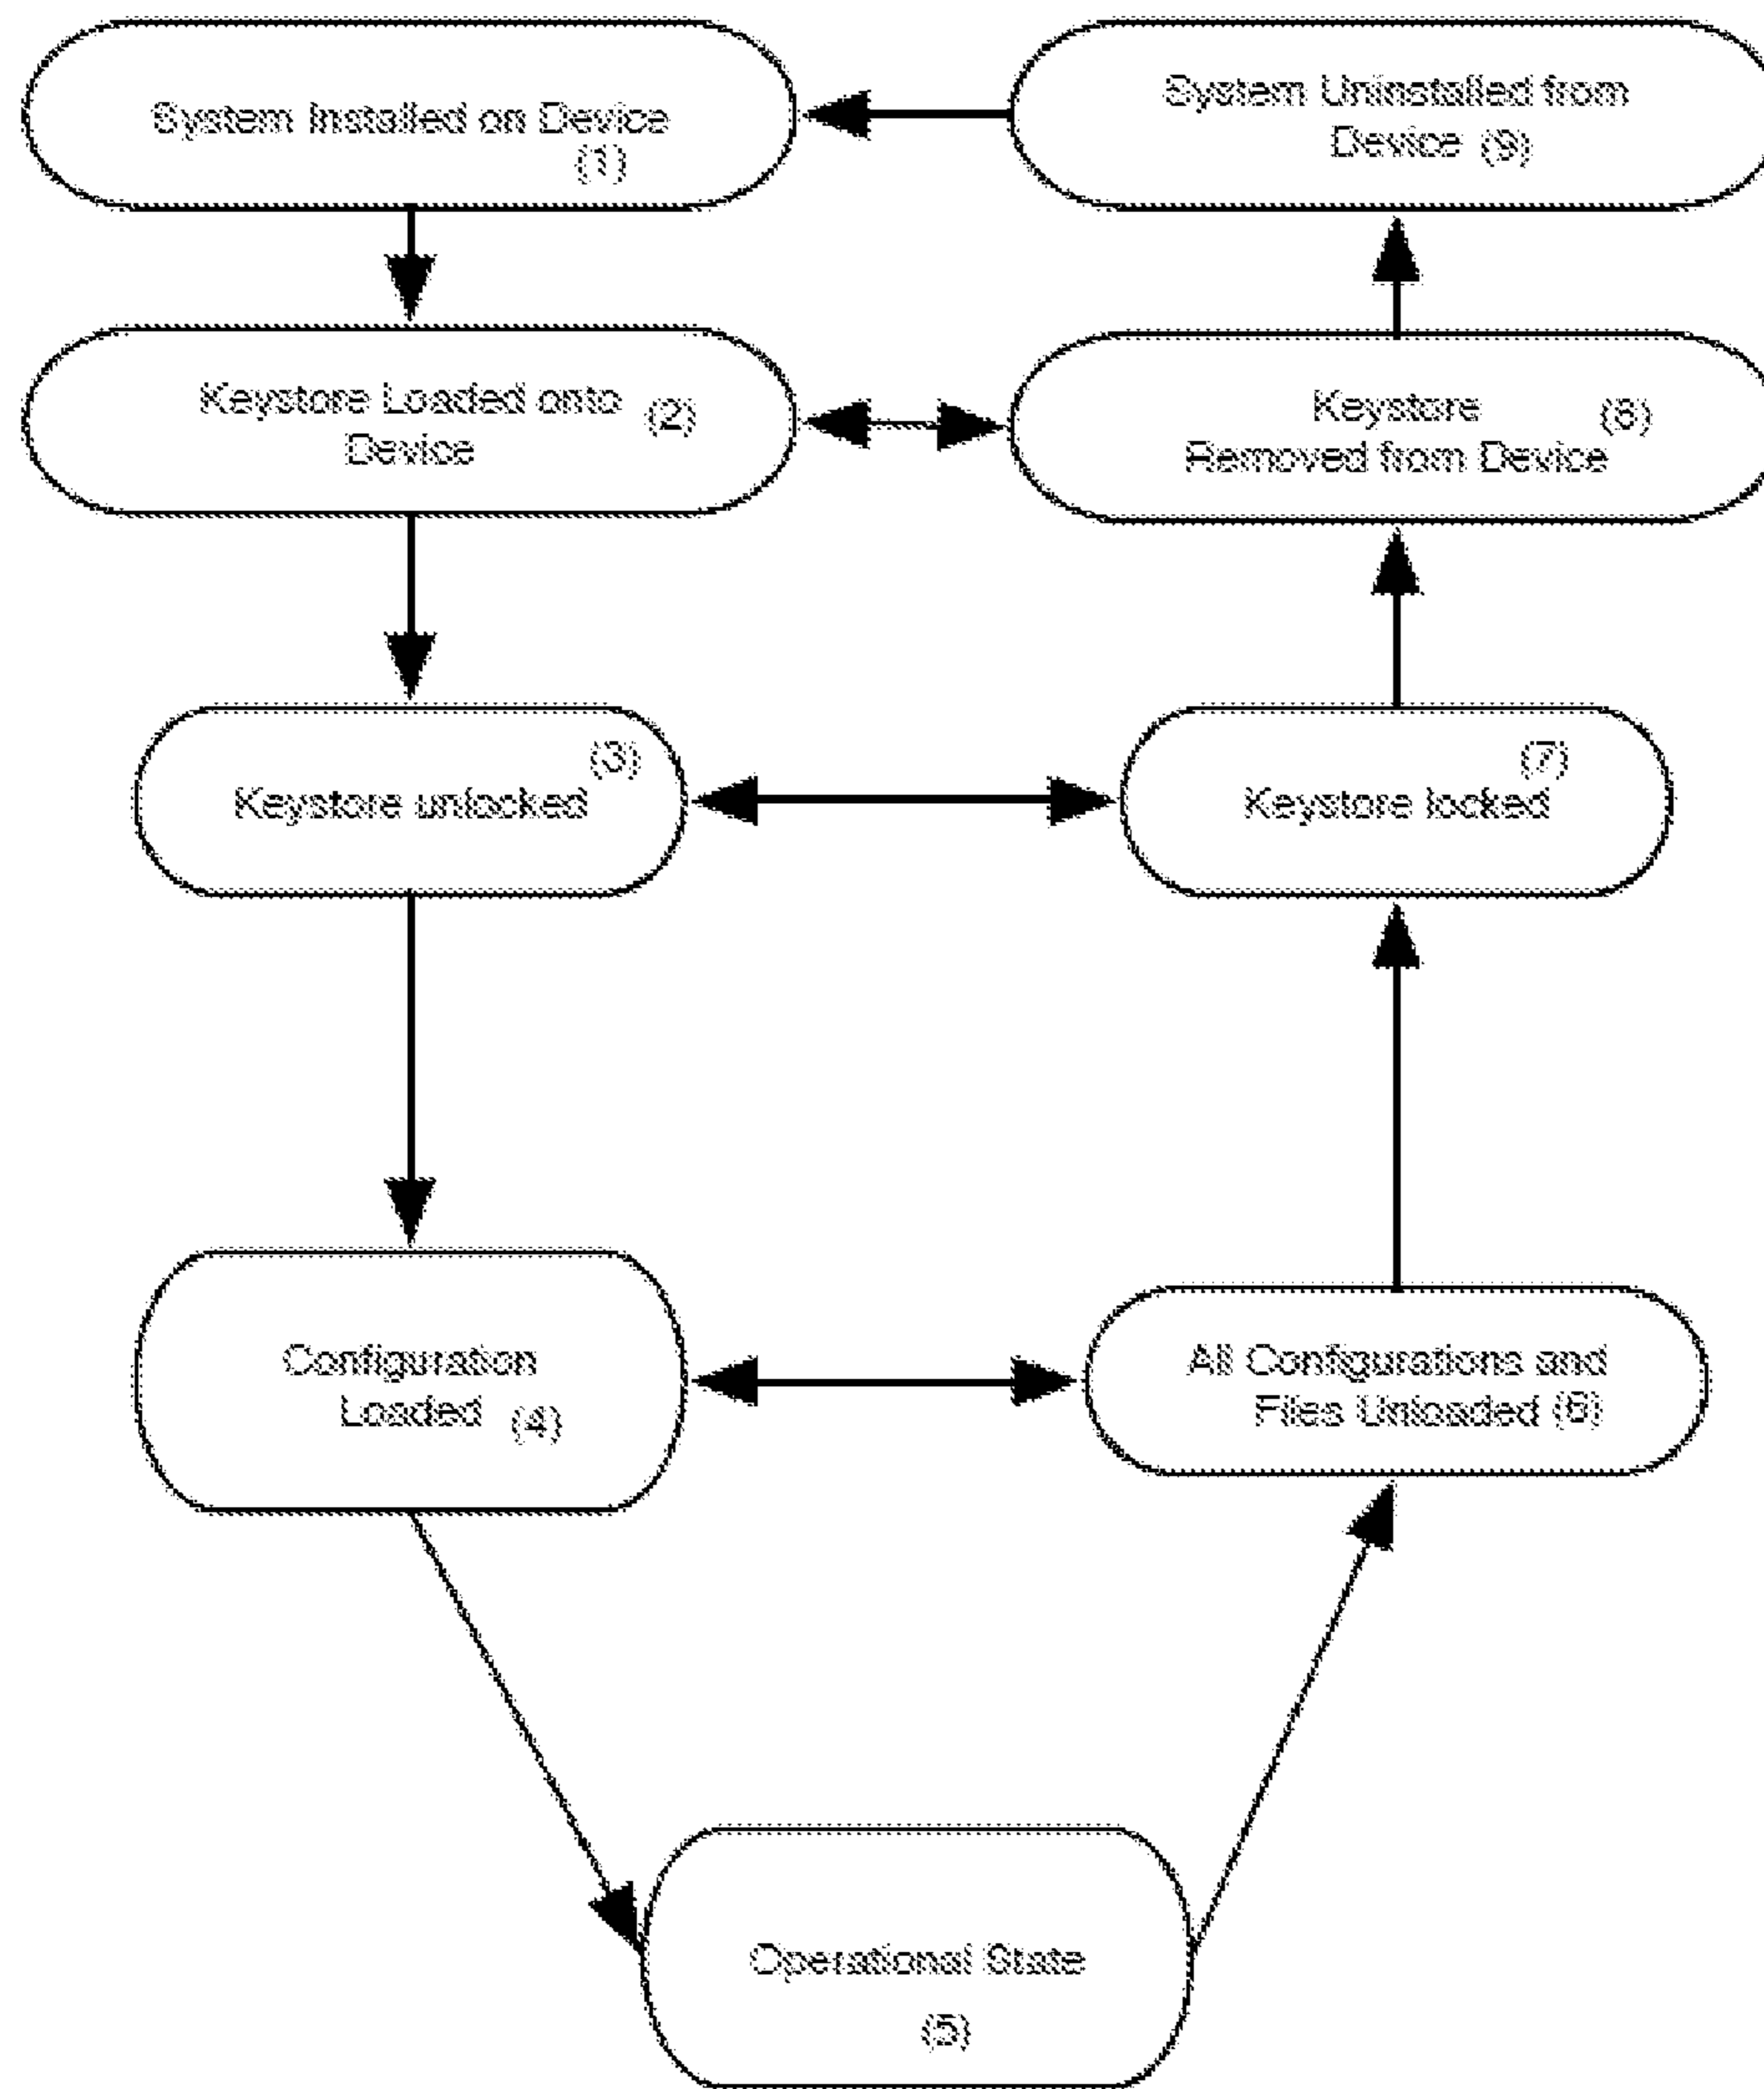 System Installed on Device
(1)
System Uninstalled from
Device (9)
Keystore Loaded onto
Device
(2)
Keystore
Removed from Device
(8)
Keystore unlocked
(3)
Keystore locked
(7)
Configuration
Loaded (4)
All Configurations and
Files Unloaded (6)
Operational State
(5)